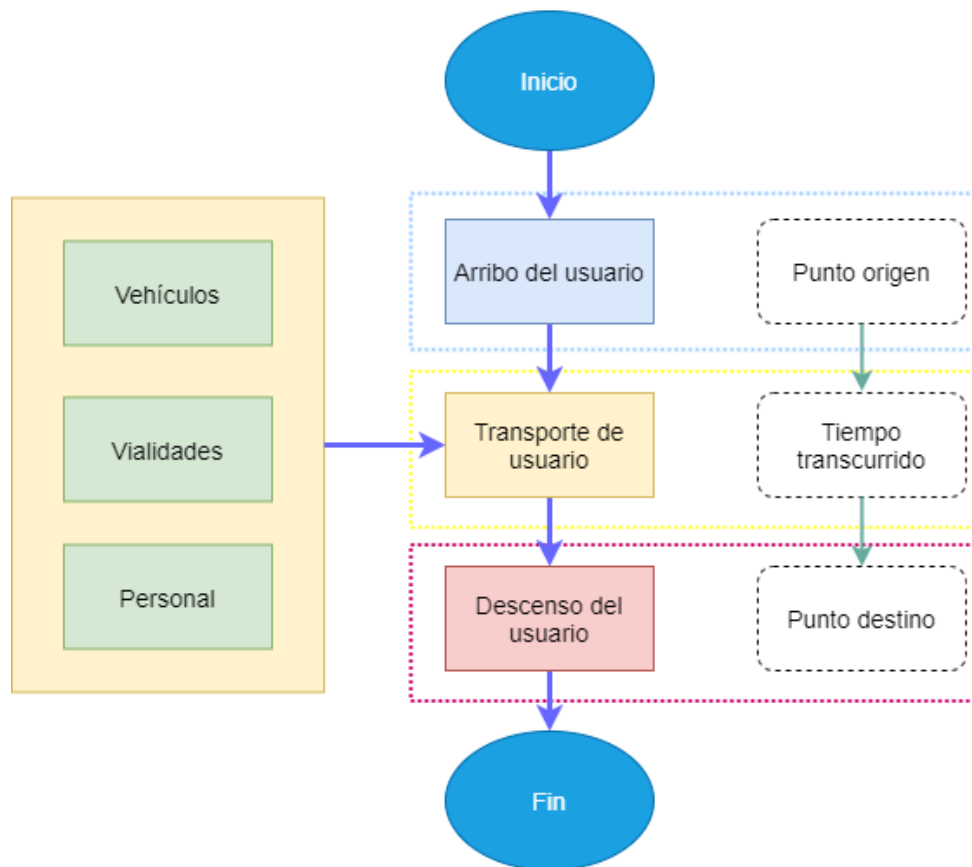 Inicio
Vehículos
Vialidades
Personal
Arribo del usuario
Punto origen
Transporte de
usuario
Tiempo
transcurrido
Descenso del
usuario
Punto destino
Fin